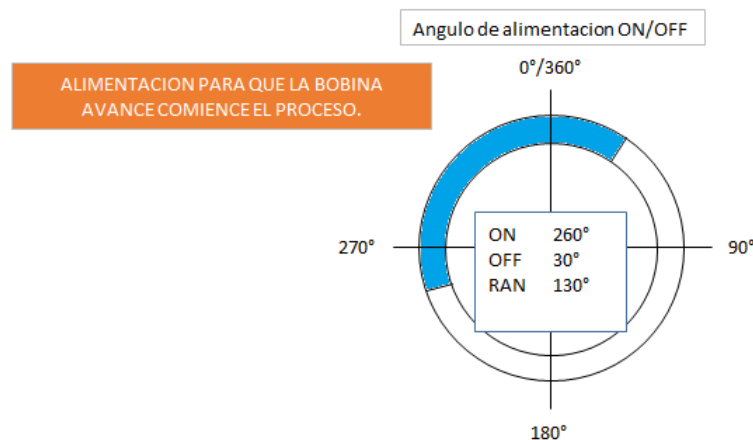 Angulo de alimentacion ON/OFF
ALIMENTACION PARA QUE LA BOBINA
AVANCE COMIENCE EL PROCESO.
0°/360°
270°
90°
ON 260°
OFF 30°
RAN 130°
180°